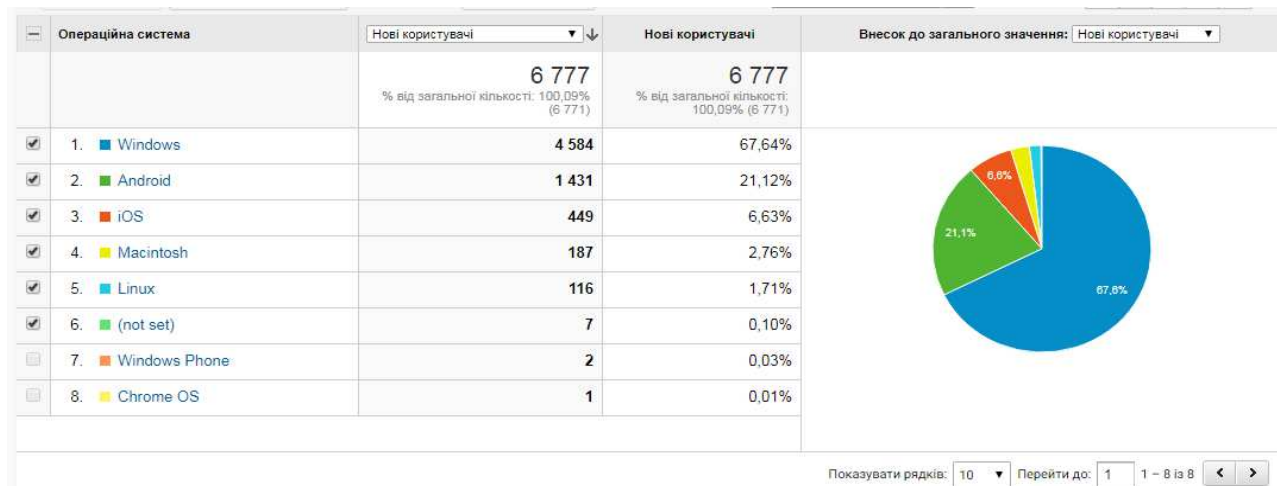 Операційна система
Нові користувачі
Нові користувачі
Внесок до загального значення: Нові користувачі
6 777
% від загальної кількості: 100,09%
(6 771)
6 777
% від загальної кількості:
100,09% (6 771)
1. Windows 4 584 67,64%
2. Android 1 431 21,12%
3. iOS 449 6,63%
4. Macintosh 187 2,76%
5. Linux 116 1,71%
6. (not set) 7 0,10%
7. Windows Phone 2 0,03%
8. Chrome OS 1 0,01%
6,6%
21,1%
67,6%
Показувати рядків: 10 Перейти до: 1 1 – 8 із 8